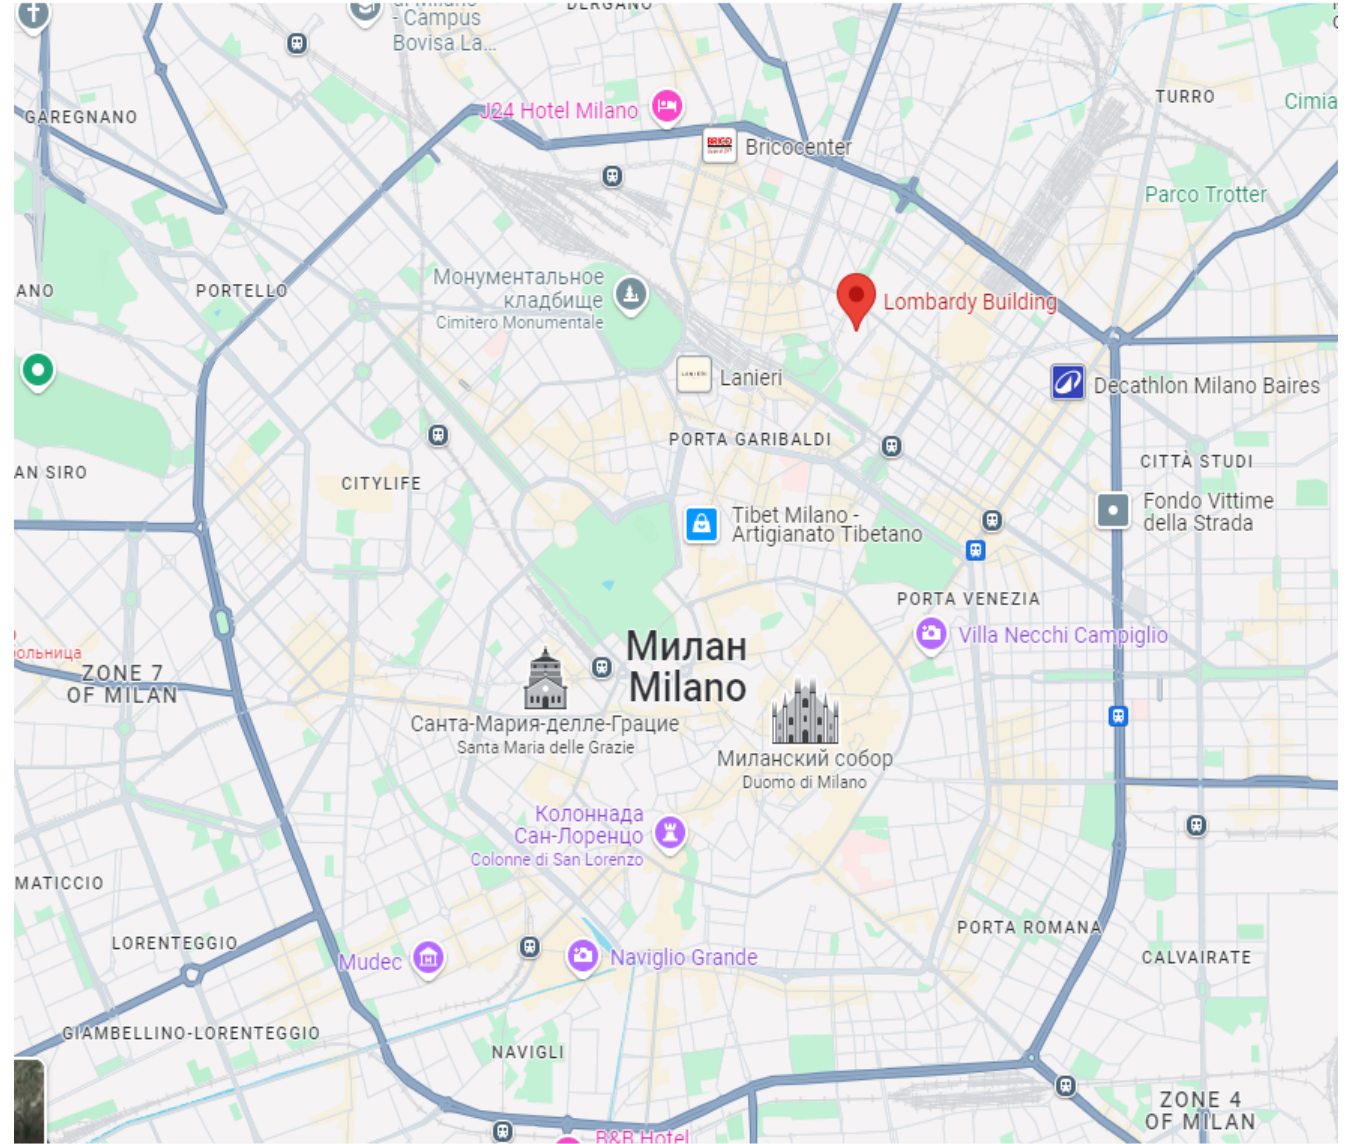 DERGANO
- Campus
Bovisa La...
TURRO
Cimia
GAREGNANO
J24 Hotel Milano
BRICO
Bricocenter
Parco Trotter
Монументальное
кладбище
Cimitero Monumentale
ANO
PORTELLO
Lombardy Building
LANIERI
Lanieri
Decathlon Milano Baires
PORTA GARIBALDI
AN SIRO
CITYLIFE
CITTÀ STUDI
Fondo Vittime
della Strada
Tibet Milano -
Artigianato Tibetano
PORTA VENEZIA
Villa Necchi Campiglio
Милан
Milano
ольница
ZONE 7
OF MILAN
Санта-Мария-делле-Грацие
Santa Maria delle Grazie
Миланский собор
Duomo di Milano
Колоннада
Сан-Лоренцо
Colonne di San Lorenzo
MATICCIO
PORTA ROMANA
LORENTEGGIO
Mudec
Naviglio Grande
CALVAIRATE
GIAMBELLINO-LORENTEGGIO
NAVIGLI
ZONE 4
OF MILAN
B&B Hotel